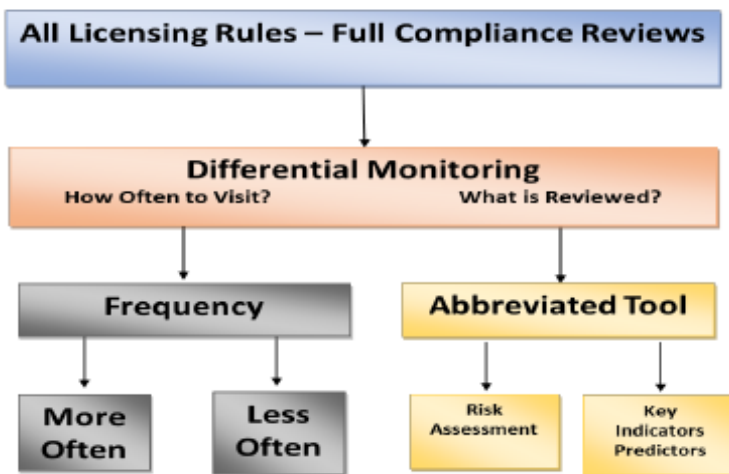 All Licensing Rules – Full Compliance Reviews
Differential Monitoring
How Often to Visit?
What is Reviewed?
Frequency
Abbreviated Tool
More
Often
Less
Often
Risk
Assessment
Key
Indicators
Predictors